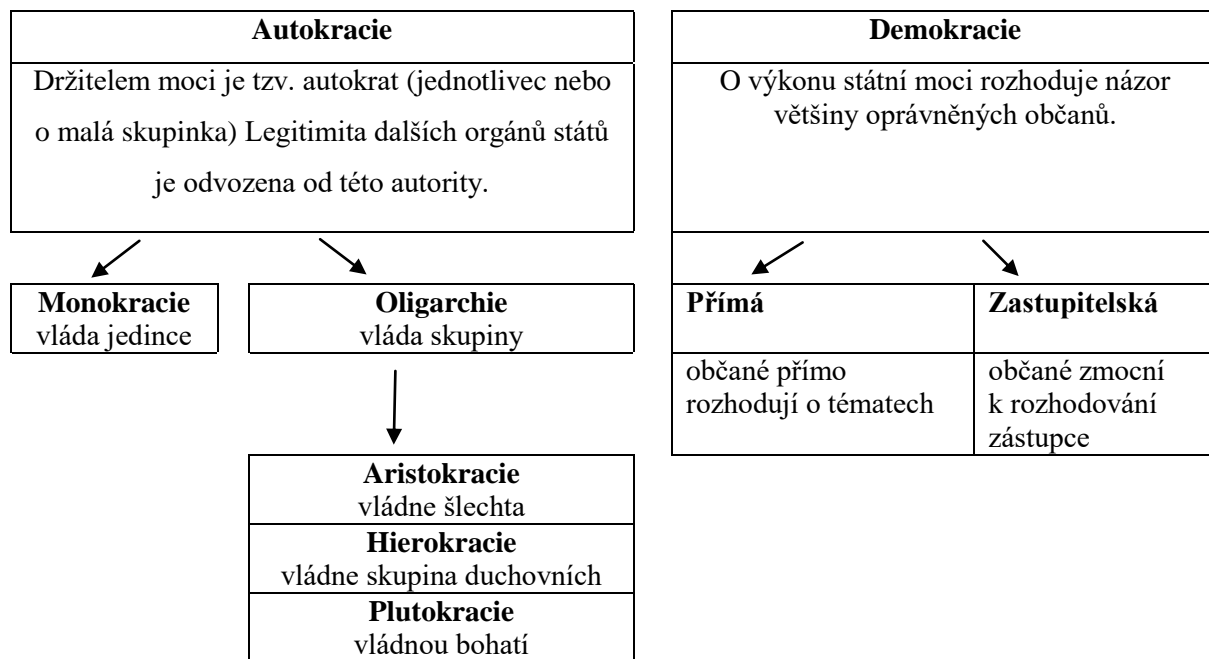 Autokracie
Držitelem moci je tzv. autokrat (jednotlivec nebo
o malá skupinka) Legitimita dalších orgánů států
je odvozena od této autority.
Monokracie
vláda jedince
Oligarchie
vláda skupiny
Aristokracie
vládne šlechta
Hierokracie
vládne skupina duchovních
Plutokracie
vládnou bohatí
Demokracie
O výkonu státní moci rozhoduje názor
většiny oprávněných občanů.
Přímá
občané přímo
rozhodují o tématech
Zastupitelská
občané zmocní
k rozhodování
zástupce